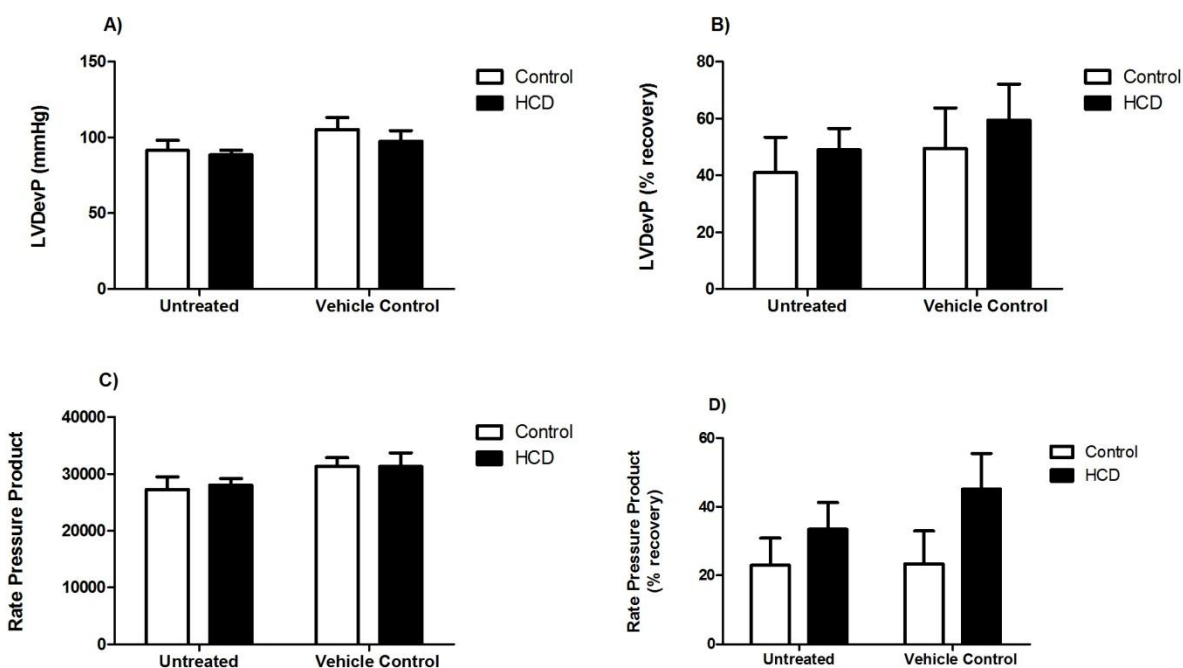 A)
LVDevP (mmHg)
150
100
50
0
Untreated
Vehicle Control
Control
HCD
B)
LVDevP (% recovery)
80
60
40
20
0
Untreated
Vehicle Control
Control
HCD
C)
Rate Pressure Product
40000
30000
20000
10000
0
Untreated
Vehicle Control
Control
HCD
D)
Rate Pressure Product
(% recovery)
60
40
20
0
Untreated
Vehicle Control
Control
HCD